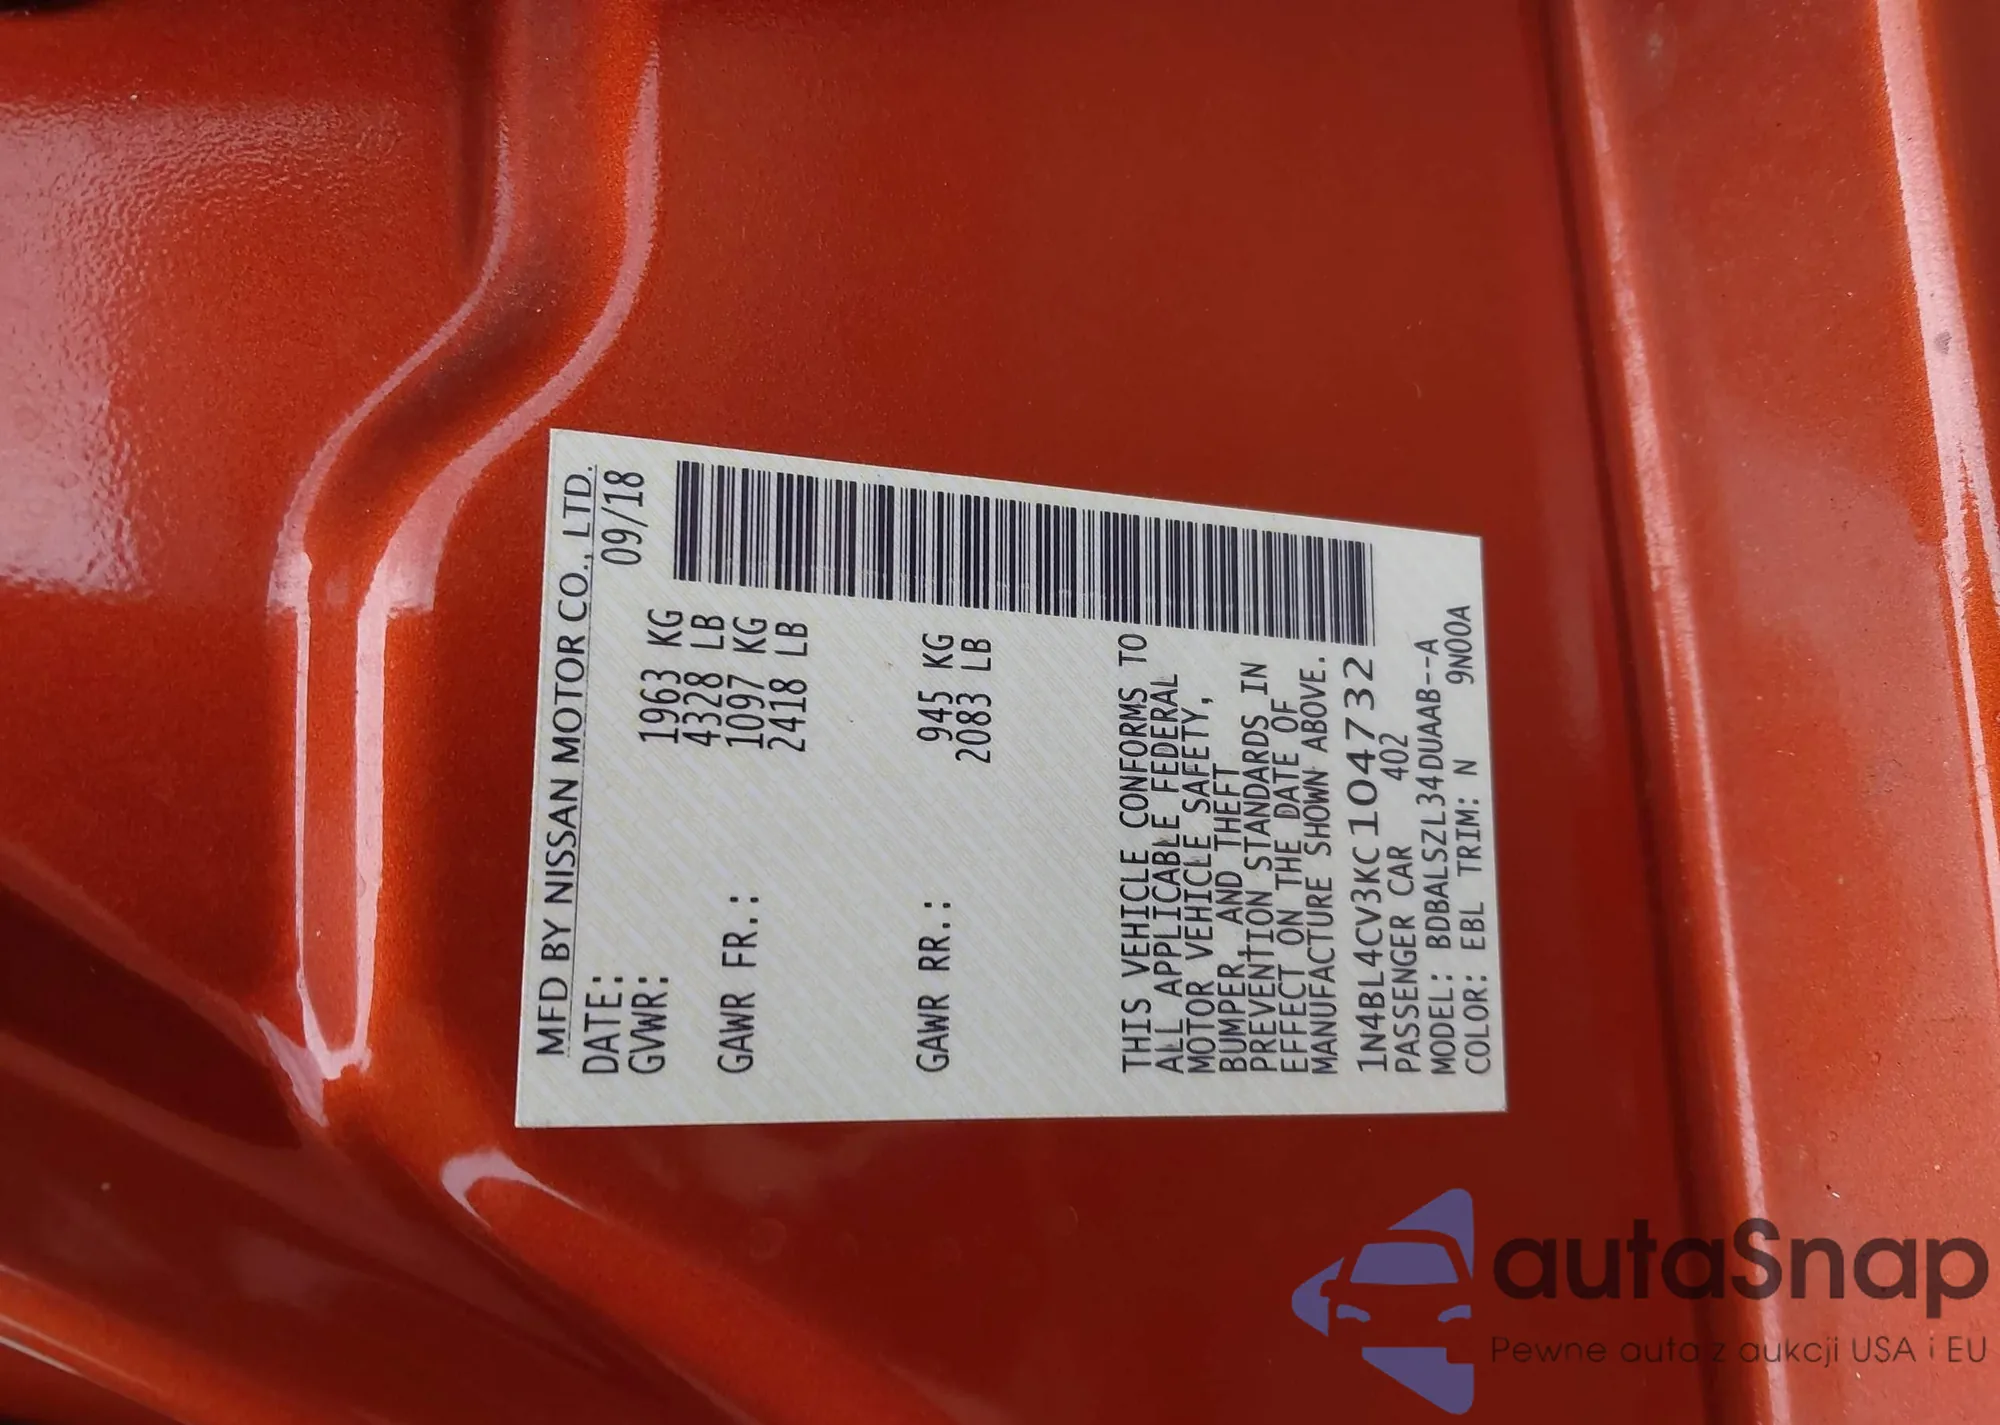 MFD BY NISSAN MOTOR CO., LTD.
DATE: 09/18
GVWR: 1963 KG
4328 LB
GAWR FR.: 1097 KG
2418 LB
GAWR RR.: 945 KG
2083 LB
THIS VEHICLE CONFORMS TO
ALL APPLICABLE FEDERAL
MOTOR VEHICLE SAFETY,
BUMPER, AND THEFT
PREVENTION STANDARDS IN
EFFECT ON THE DATE OF
MANUFACTURE SHOWN ABOVE.
1N4BL4CV3KC104732
PASSENGER CAR 402
MODEL: BDBALSZL34DUAAB--A
COLOR: EBL TRIM: N 9N00A
autaSnap
Pewne auta z aukcji USA i EU